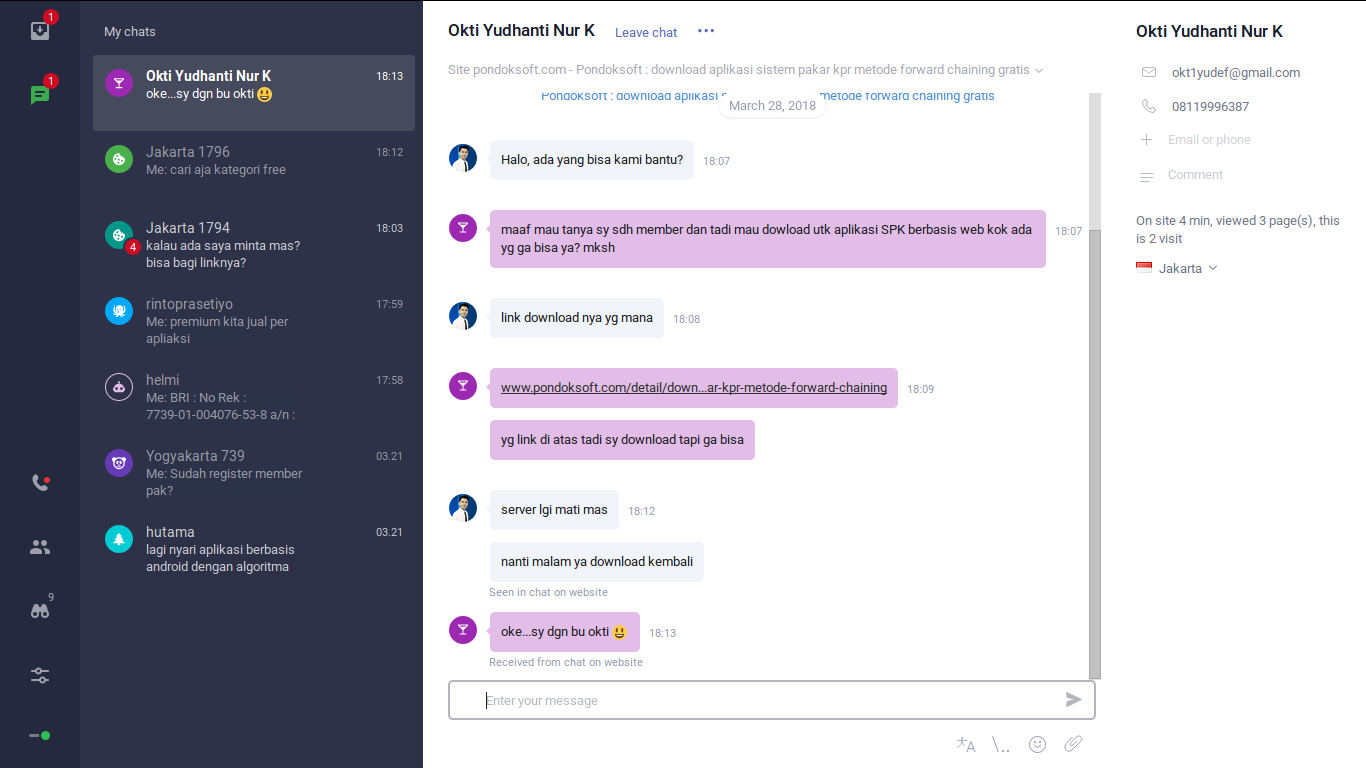 1
1
9
My chats
Okti Yudhanti Nur K 18:13
oke...sy dgn bu okti 😃
Jakarta 1796 18:12
Me: cari aja kategori free
Jakarta 1794 18:03
4
kalau ada saya minta mas?
bisa bagi linknya?
rintoprasetiyo 17:59
Me: premium kita jual per
apliaksi
helmi 17:58
Me: BRI : No Rek :
7739-01-004076-53-8 a/n :
Yogyakarta 739 03.21
Me: Sudah register member
pak?
hutama 03.21
lagi nyari aplikasi berbasis
android dengan algoritma
Okti Yudhanti Nur K Leave chat •••
Site pondoksoft.com - Pondoksoft : download aplikasi sistem pakar kpr metode forward chaining gratis
Pondoksoft : download aplikasi metode forward chaining gratis
March 28, 2018
Halo, ada yang bisa kami bantu? 18:07
maaf mau tanya sy sdh member dan tadi mau dowload utk aplikasi SPK berbasis web kok ada 18:07
yg ga bisa ya? mksh
link download nya yg mana 18:08
www.pondoksoft.com/detail/down...ar-kpr-metode-forward-chaining 18:09
yg link di atas tadi sy download tapi ga bisa
server lgi mati mas 18:12
nanti malam ya download kembali
Seen in chat on website
oke...sy dgn bu okti 😃 18:13
Received from chat on website
Enter your message
\..
Okti Yudhanti Nur K
okt1yudef@gmail.com
08119996387
Email or phone
Comment
On site 4 min, viewed 3 page(s), this
is 2 visit
Jakarta